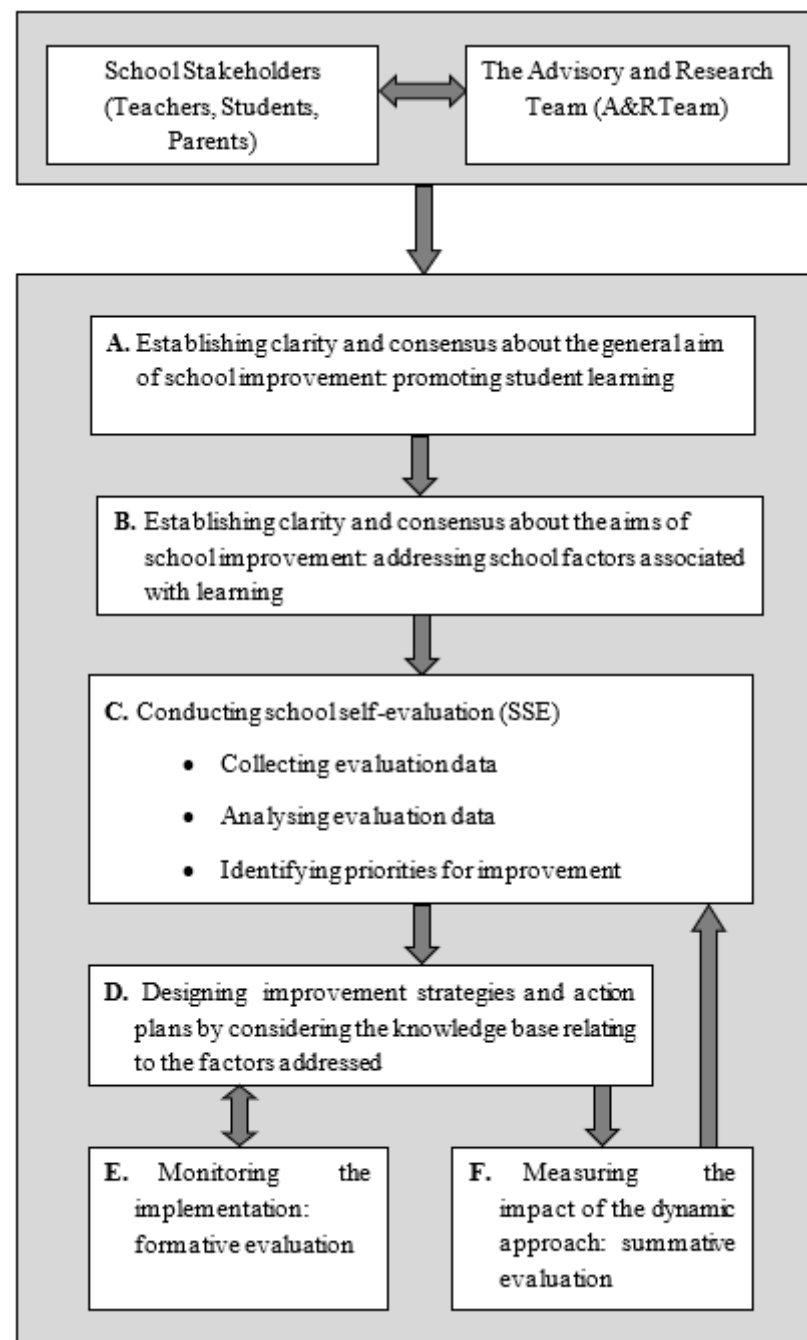 School Stakeholders
(Teachers, Students,
Parents)
The Advisory and Research
Team (A&RTeam)
A. Establishing clarity and consensus about the general aim
of school improvement: promoting student learning
B. Establishing clarity and consensus about the aims of
school improvement: addressing school factors associated
with learning
C. Conducting school self-evaluation (SSE)
• Collecting evaluation data
• Analysing evaluation data
• Identifying priorities for improvement
D. Designing improvement strategies and action
plans by considering the knowledge base relating
to the factors addressed
E. Monitoring the
implementation:
formative evaluation
F. Measuring the
impact of the dynamic
approach: summative
evaluation